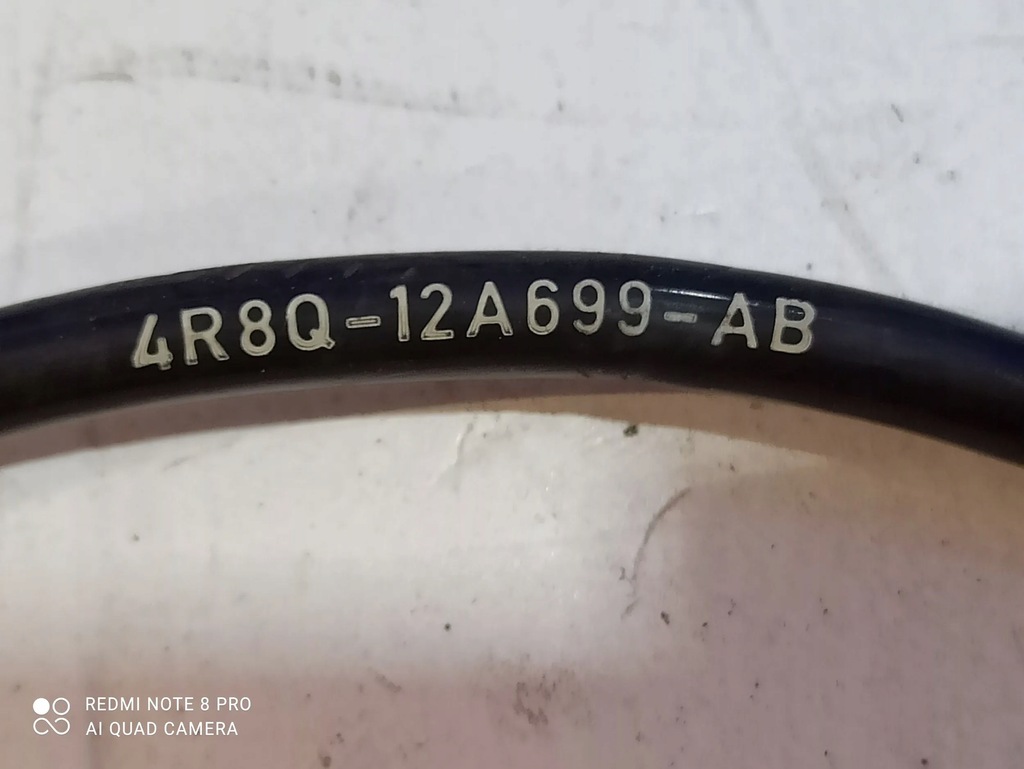 4R8Q-12A699-AB
REDMI NOTE 8 PRO
AI QUAD CAMERA